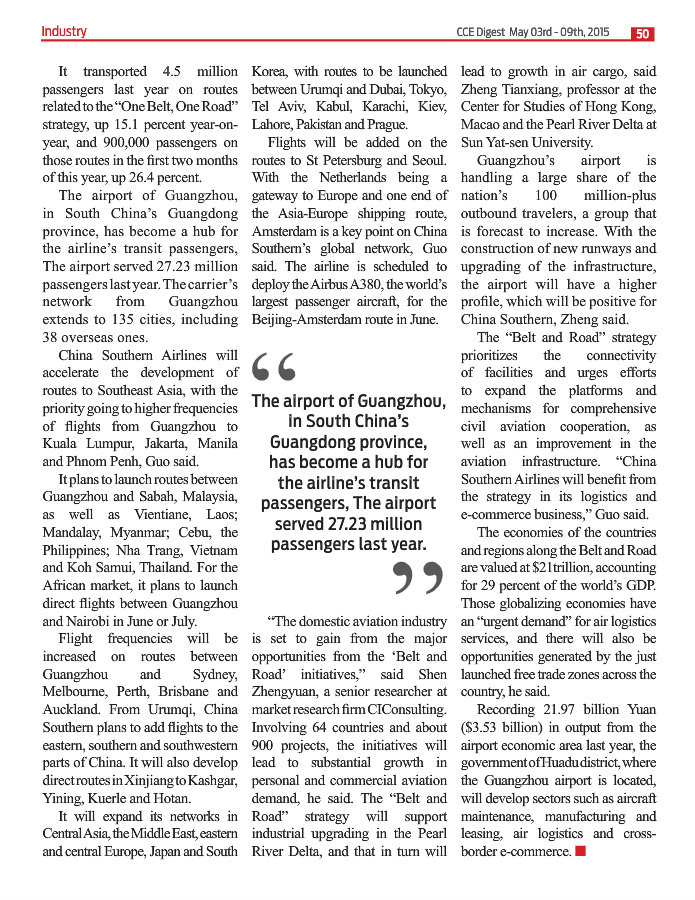 Industry
CCE Digest May 03rd - 09th, 2015 50
It transported 4.5 million
passengers last year on routes
related to the “One Belt, One Road”
strategy, up 15.1 percent year-on-
year, and 900,000 passengers on
those routes in the first two months
of this year, up 26.4 percent.
The airport of Guangzhou,
in South China’s Guangdong
province, has become a hub for
the airline’s transit passengers,
The airport served 27.23 million
passengers last year. The carrier’s
network from Guangzhou
extends to 135 cities, including
38 overseas ones.
China Southern Airlines will
accelerate the development of
routes to Southeast Asia, with the
priority going to higher frequencies
of flights from Guangzhou to
Kuala Lumpur, Jakarta, Manila
and Phnom Penh, Guo said.
It plans to launch routes between
Guangzhou and Sabah, Malaysia,
as well as Vientiane, Laos;
Mandalay, Myanmar; Cebu, the
Philippines; Nha Trang, Vietnam
and Koh Samui, Thailand. For the
African market, it plans to launch
direct flights between Guangzhou
and Nairobi in June or July.
Flight frequencies will be
increased on routes between
Guangzhou and Sydney,
Melbourne, Perth, Brisbane and
Auckland. From Urumqi, China
Southern plans to add flights to the
eastern, southern and southwestern
parts of China. It will also develop
direct routes in Xinjiang to Kashgar,
Yining, Kuerle and Hotan.
It will expand its networks in
Central Asia, the Middle East, eastern
and central Europe, Japan and South
Korea, with routes to be launched
between Urumqi and Dubai, Tokyo,
Tel Aviv, Kabul, Karachi, Kiev,
Lahore, Pakistan and Prague.
Flights will be added on the
routes to St Petersburg and Seoul.
With the Netherlands being a
gateway to Europe and one end of
the Asia-Europe shipping route,
Amsterdam is a key point on China
Southern’s global network, Guo
said. The airline is scheduled to
deploy the Airbus A380, the world’s
largest passenger aircraft, for the
Beijing-Amsterdam route in June.
“
The airport of Guangzhou,
in South China’s
Guangdong province,
has become a hub for
the airline’s transit
passengers, The airport
served 27.23 million
passengers last year.
”
“The domestic aviation industry
is set to gain from the major
opportunities from the ‘Belt and
Road’ initiatives,” said Shen
Zhengyuan, a senior researcher at
market research firm CIConsulting.
Involving 64 countries and about
900 projects, the initiatives will
lead to substantial growth in
personal and commercial aviation
demand, he said. The “Belt and
Road” strategy will support
industrial upgrading in the Pearl
River Delta, and that in turn will
lead to growth in air cargo, said
Zheng Tianxiang, professor at the
Center for Studies of Hong Kong,
Macao and the Pearl River Delta at
Sun Yat-sen University.
Guangzhou’s airport is
handling a large share of the
nation’s 100 million-plus
outbound travelers, a group that
is forecast to increase. With the
construction of new runways and
upgrading of the infrastructure,
the airport will have a higher
profile, which will be positive for
China Southern, Zheng said.
The “Belt and Road” strategy
prioritizes the connectivity
of facilities and urges efforts
to expand the platforms and
mechanisms for comprehensive
civil aviation cooperation, as
well as an improvement in the
aviation infrastructure. “China
Southern Airlines will benefit from
the strategy in its logistics and
e-commerce business,” Guo said.
The economies of the countries
and regions along the Belt and Road
are valued at $21trillion, accounting
for 29 percent of the world’s GDP.
Those globalizing economies have
an “urgent demand” for air logistics
services, and there will also be
opportunities generated by the just
launched free trade zones across the
country, he said.
Recording 21.97 billion Yuan
($3.53 billion) in output from the
airport economic area last year, the
government of Huadu district, where
the Guangzhou airport is located,
will develop sectors such as aircraft
maintenance, manufacturing and
leasing, air logistics and cross-
border e-commerce.